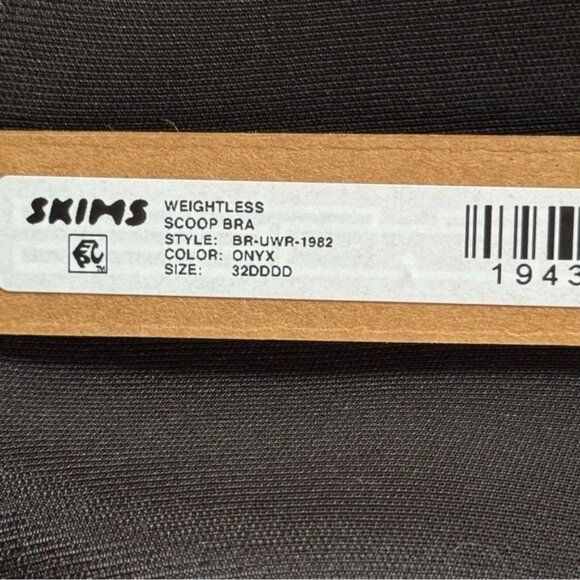 SKIMS
WEIGHTLESS
SCOOP BRA
STYLE: BR-UWR-1982
COLOR: ONYX
SIZE: 32DDDD
1943